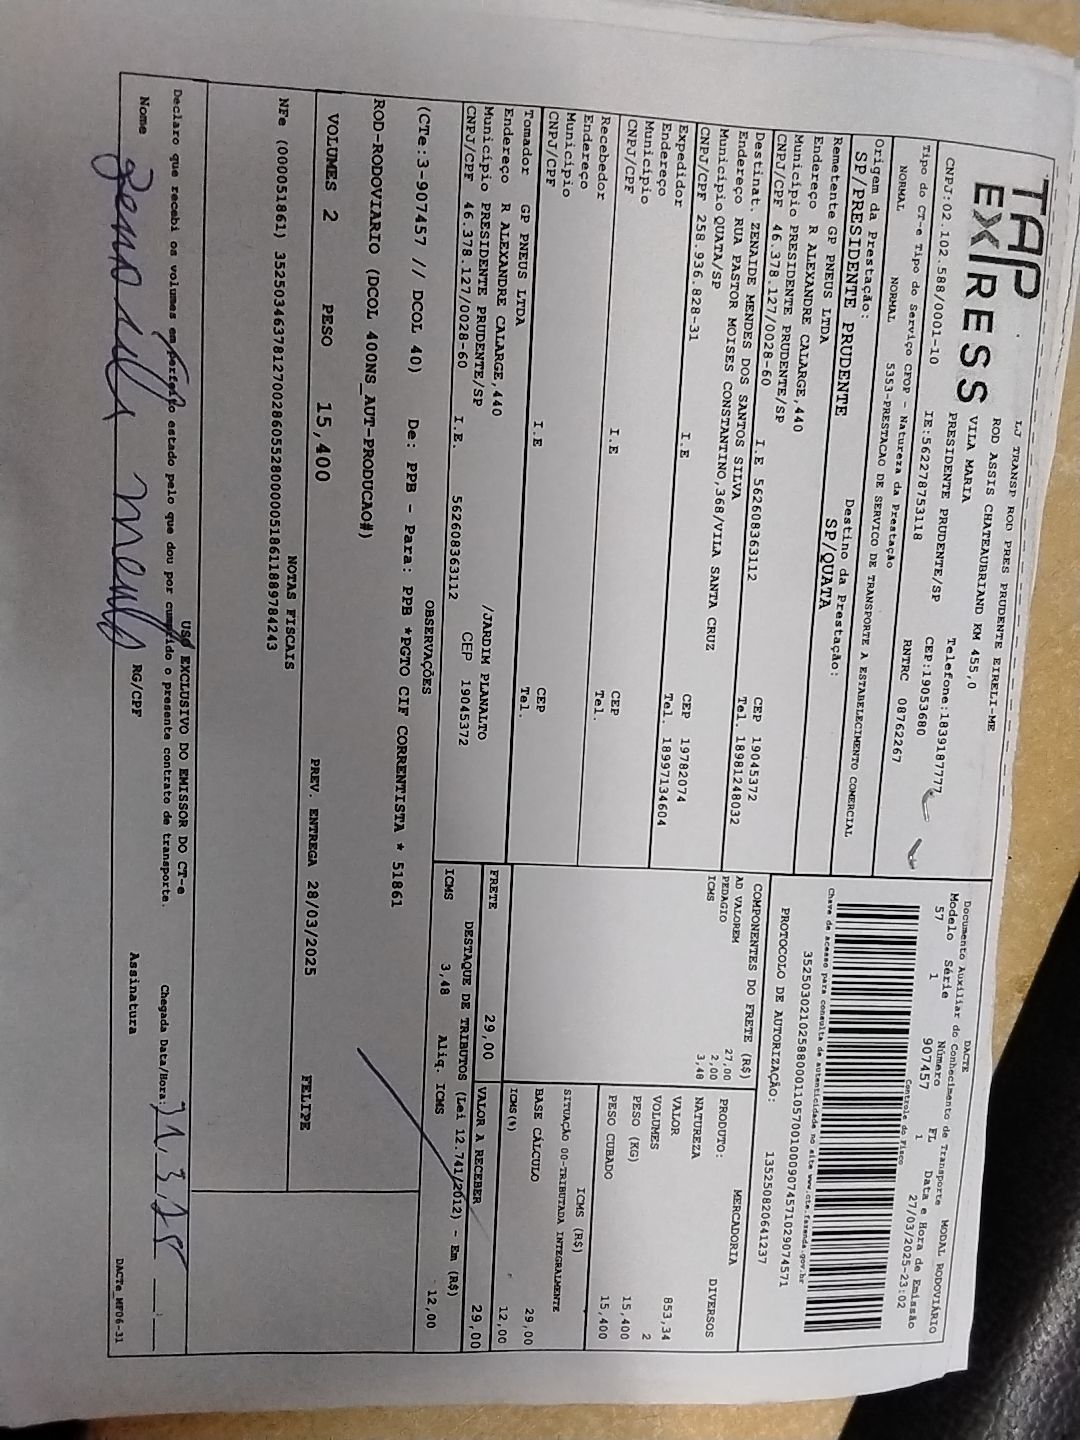 TAP EXPRESS
LJ TRANSP ROD PRES PRUDENTE EIRELI-ME
ROD ASSIS CHATEAUBRIAND KM 455,0
VILA MARIA
PRESIDENTE PRUDENTE/SP Telefone:1839187777
CNPJ:02.102.588/0001-10 IE:562278753118 CEP:19053680
Tipo do CT-e Tipo do Serviço CFOP - Natureza da Prestação RNTRC 08762267
NORMAL NORMAL 5353-PRESTACAO DE SERVICO DE TRANSPORTE A ESTABELECIMENTO COMERCIAL
Origem da Prestação: Destino da Prestação:
SP/PRESIDENTE PRUDENTE SP/QUATA
Remetente GP PNEUS LTDA
Endereço R ALEXANDRE CALARGE,440
Município PRESIDENTE PRUDENTE/SP CEP 19045372
CNPJ/CPF 46.378.127/0028-60 I.E 562608363112 Tel. 18981248032
Destinat. ZENAIDE MENDES DOS SANTOS SILVA
Endereço RUA PASTOR MOISES CONSTANTINO,368/VILA SANTA CRUZ
Município QUATA/SP CEP 19782074
CNPJ/CPF 258.936.828-31 I.E Tel. 18997134604
Expedidor
Endereço
Município CEP
CNPJ/CPF I.E Tel.
Recebedor
Endereço
Município CEP
CNPJ/CPF I.E Tel.
Tomador GP PNEUS LTDA
Endereço R ALEXANDRE CALARGE,440 /JARDIM PLANALTO
Município PRESIDENTE PRUDENTE/SP CEP 19045372
CNPJ/CPF 46.378.127/0028-60 I.E. 562608363112
DACTE
Documento Auxiliar do Conhecimento de Transporte MODAL RODOVIÁRIO
Modelo Série Número FL Data e Hora de Emissão
57 1 907457 1 27/03/2025-23:02
Controle do Fisco
Chave de acesso para consulta de autenticidade no site www.cte.fazenda.gov.br
35250302102588000110570010009074571029074571
PROTOCOLO DE AUTORIZAÇÃO: 135250820641237
COMPONENTES DO FRETE (R$)
AD VALOREM 27,00
PEDAGIO 2,00
ICMS 3,48
MERCADORIA
PRODUTO: DIVERSOS
NATUREZA
VALOR 853,34
VOLUMES 2
PESO (KG) 15,400
PESO CUBADO 15,400
ICMS (R$)
SITUAÇÃO 00-TRIBUTADA INTEGRALMENTE
BASE CÁLCULO 29,00
ICMS(%) 12,00
FRETE 29,00 VALOR A RECEBER 29,00
DESTAQUE DE TRIBUTOS (Lei 12.741/2012) - Em (R$)
ICMS 3,48 Alíq. ICMS 12,00
OBSERVAÇÕES
(CTe:3-907457 // DCOL 40) De: PPB - Para: PPB *PGTO CIF CORRENTISTA * 51861
ROD-RODOVIARIO (DCOL 400NS_AUT-PRODUCAO#)
VOLUMES 2 PESO 15,400 PREV. ENTREGA 28/03/2025 FELIPE
NOTAS FISCAIS
NFe (000051861) 35250346378127002860552800000518611889784243
USO EXCLUSIVO DO EMISSOR DO CT-e
Declaro que recebi os volumes em perfeito estado pelo que dou por cumprido o presente contrato de transporte. Chegada Data/Hora:
Nome RG/CPF Assinatura
DACTe_MF06-31